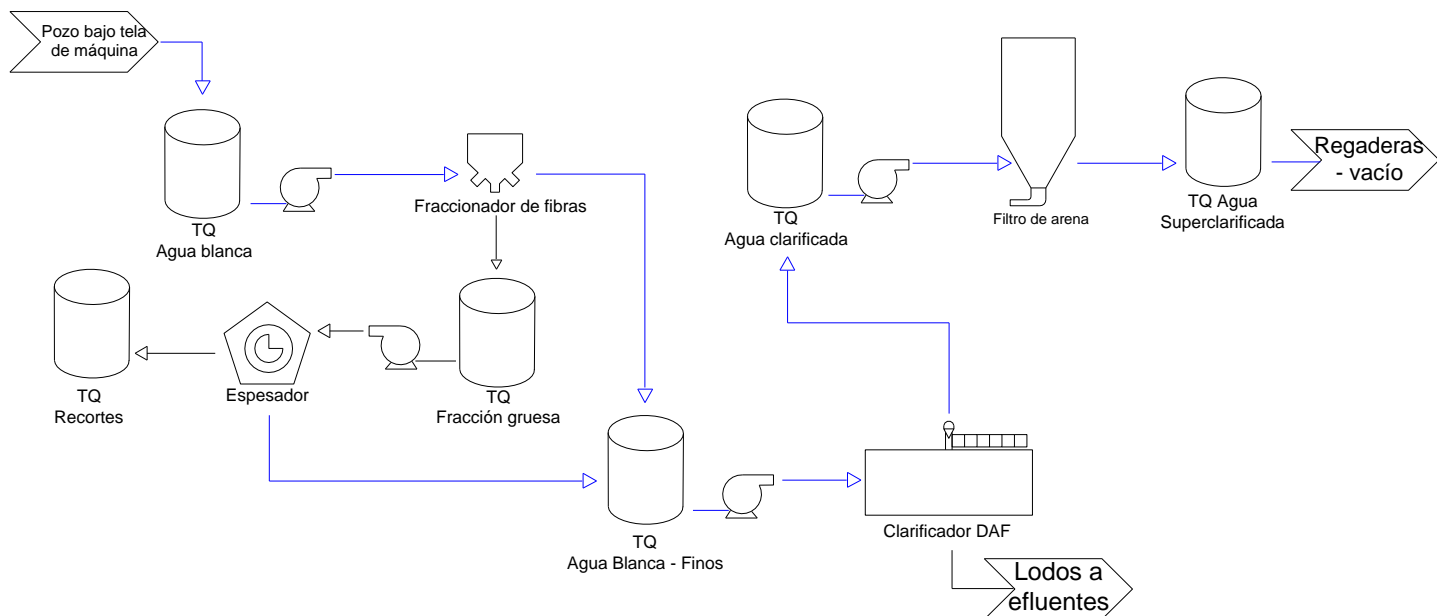 Pozo bajo tela
de máquina
TQ
Agua blanca
Fraccionador de fibras
TQ
Agua clarificada
Filtro de arena
TQ Agua
Superclarificada
Regaderas
- vacío
TQ
Recortes
Espesador
TQ
Fracción gruesa
TQ
Agua Blanca - Finos
Clarificador DAF
Lodos a
efluentes